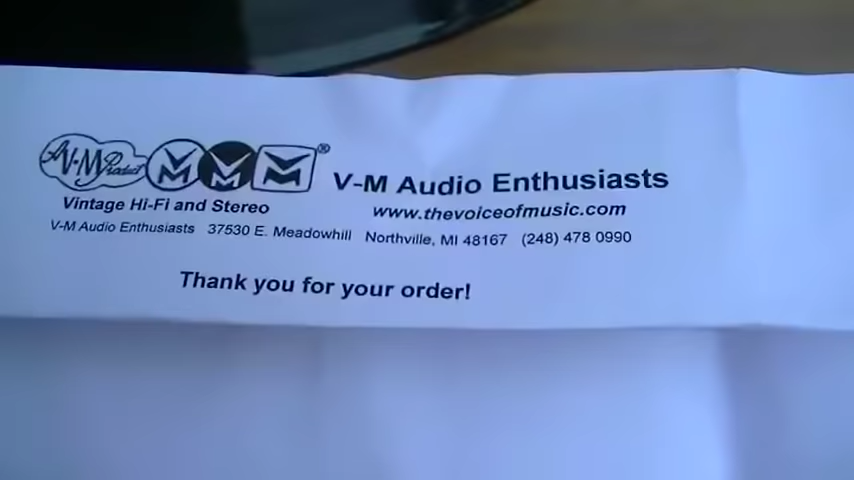 A V-M Product ®
V-M Audio Enthusiasts
Vintage Hi-Fi and Stereo www.thevoiceofmusic.com
V-M Audio Enthusiasts 37530 E. Meadowhill Northville, MI 48167 (248) 478 0990
Thank you for your order!